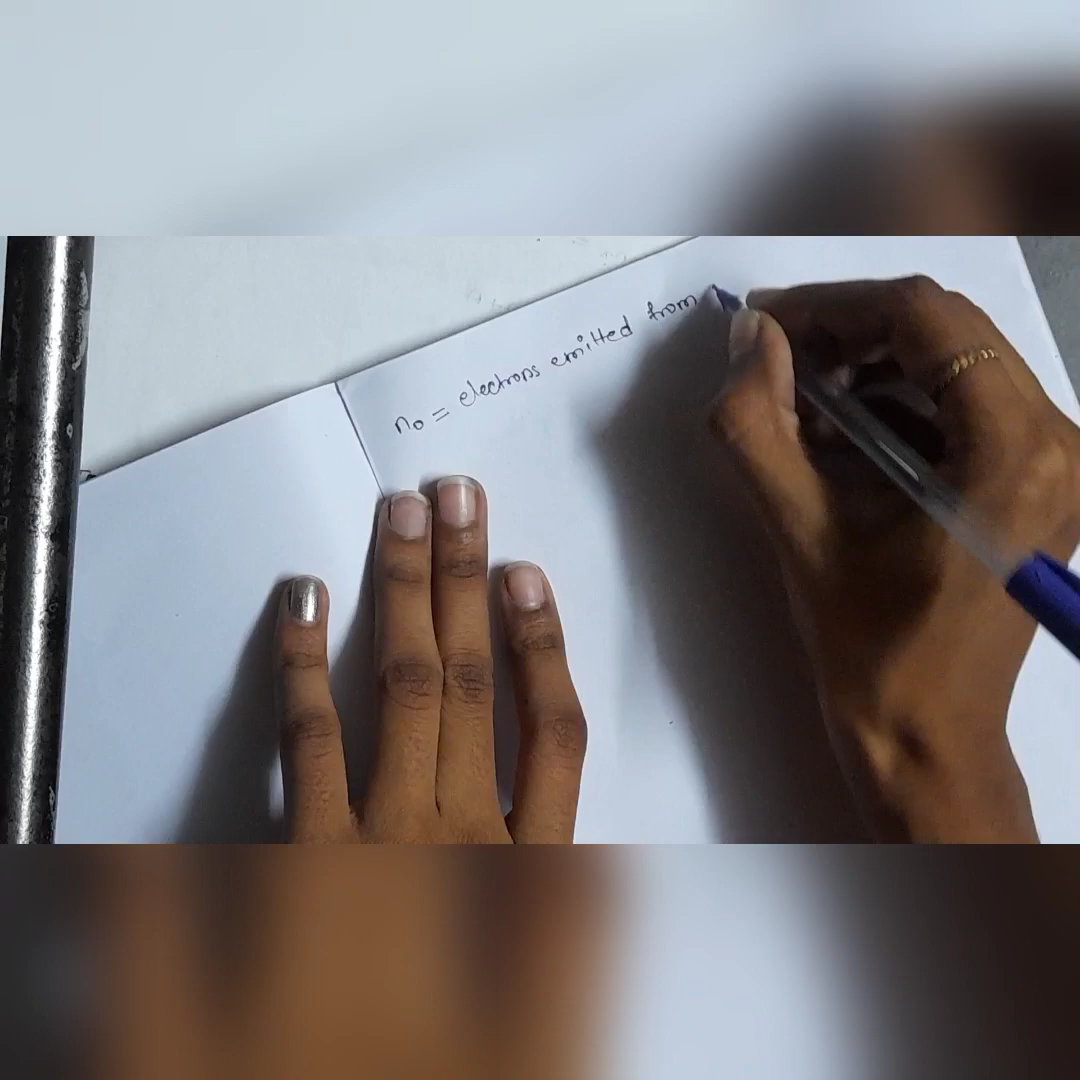 n₀ = electrons emitted from